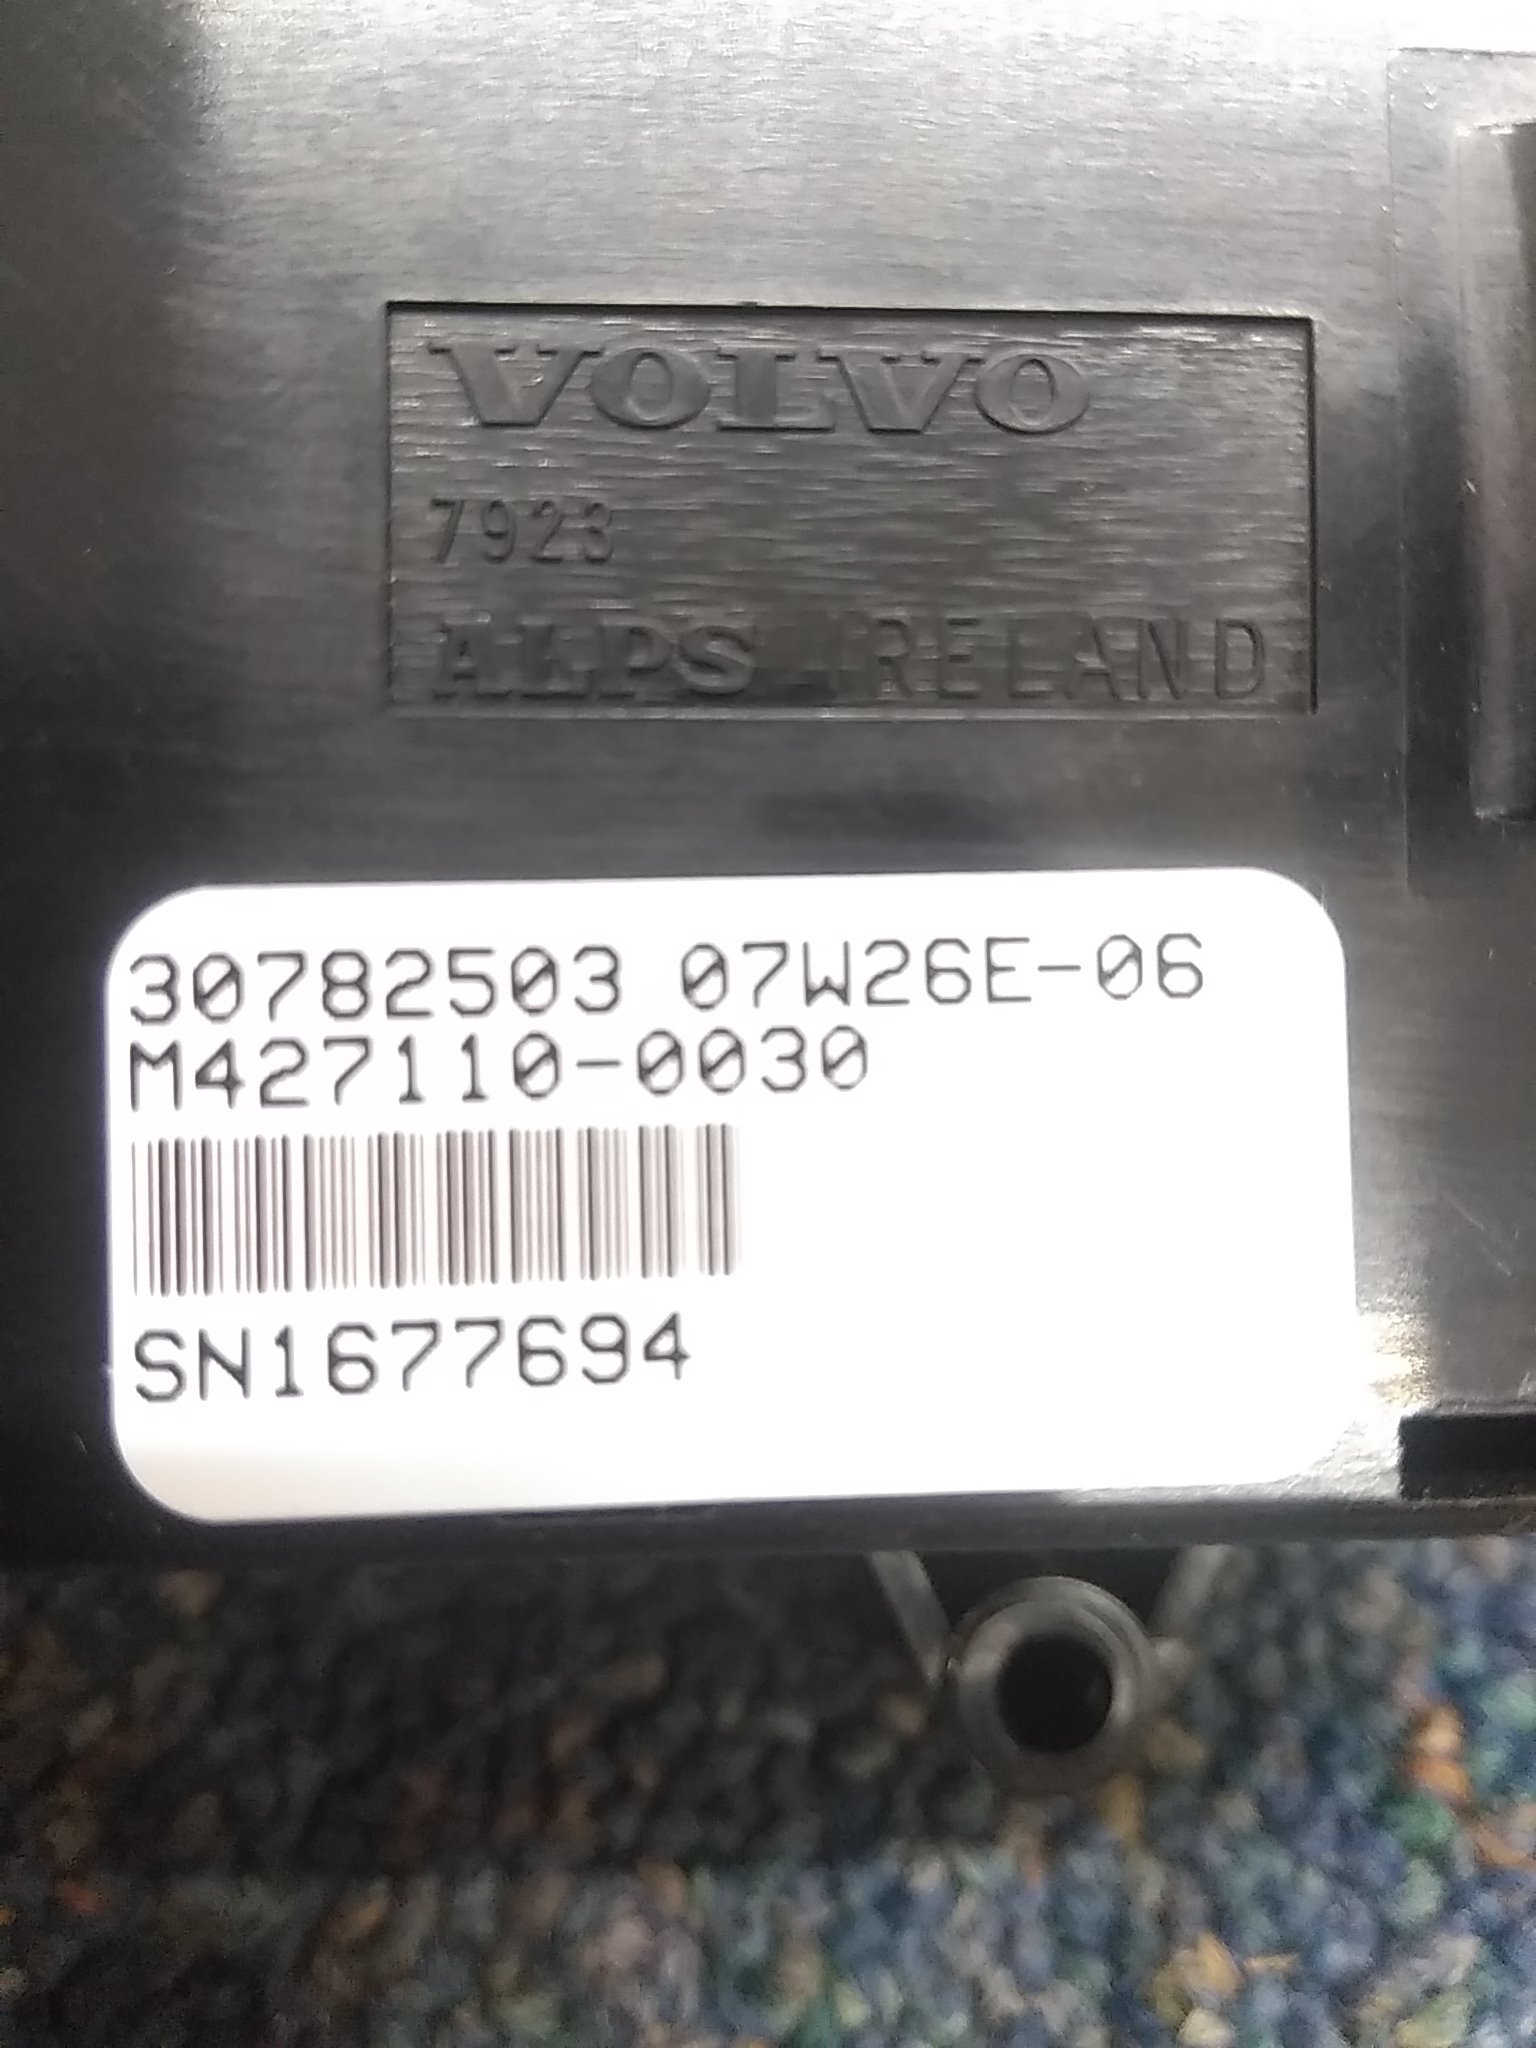 VOLVO
7923
ALPS IRELAND
30782503 07W26E-06
M427110-0030
SN1677694